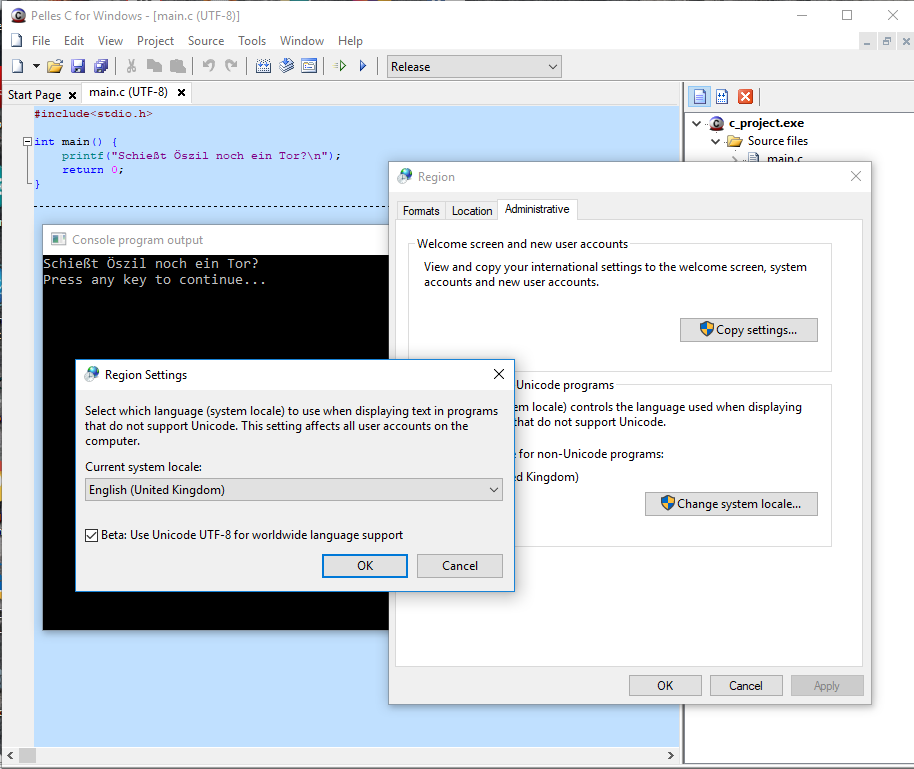 Pelles C for Windows - [main.c (UTF-8)]
File Edit View Project Source Tools Window Help
Release
Start Page main.c (UTF-8)
#include<stdio.h>
int main() {
printf("Schießt Öszil noch ein Tor?\n");
return 0;
}
c_project.exe
Source files
main.c
Console program output
Schießt Öszil noch ein Tor?
Press any key to continue...
Region
Formats Location Administrative
Welcome screen and new user accounts
View and copy your international settings to the welcome screen, system
accounts and new user accounts.
Copy settings...
Unicode programs
locale) controls the language used when displaying
that do not support Unicode.
for non-Unicode programs:
Kingdom)
Change system locale...
OK Cancel Apply
Region Settings
Select which language (system locale) to use when displaying text in programs
that do not support Unicode. This setting affects all user accounts on the
computer.
Current system locale:
English (United Kingdom)
Beta: Use Unicode UTF-8 for worldwide language support
OK Cancel